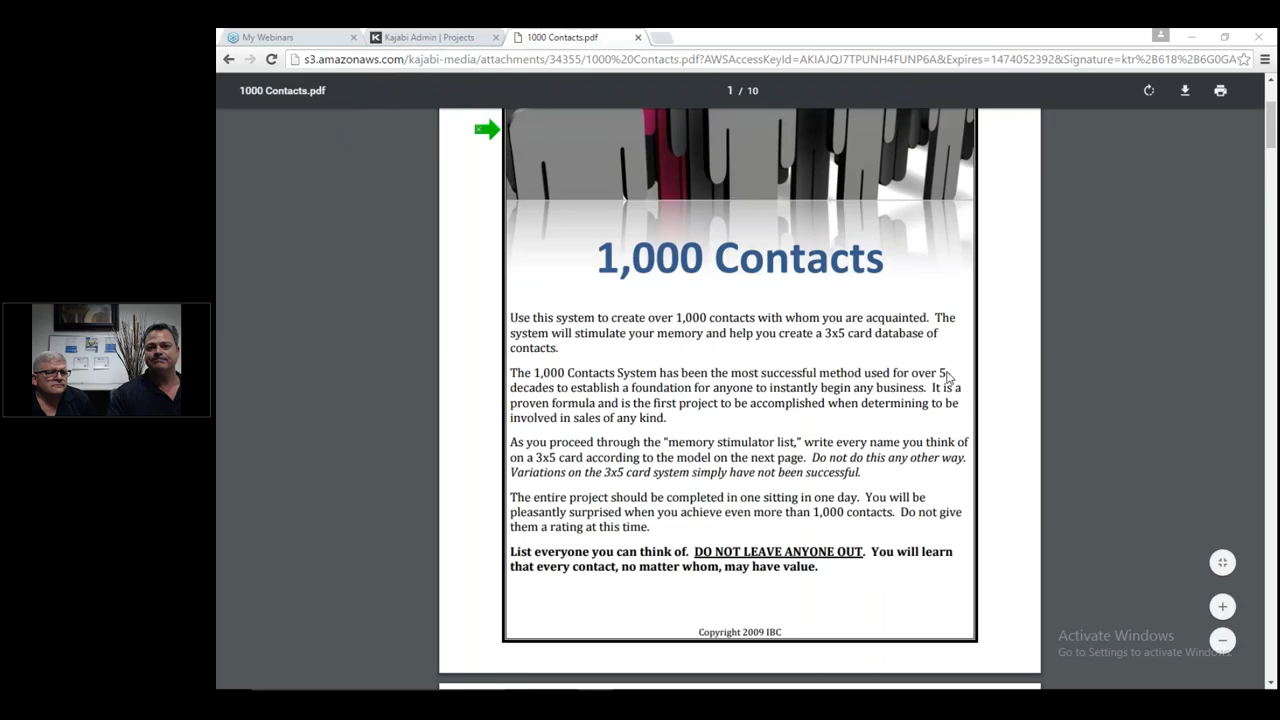 My Webinars
Kajabi Admin | Projects
1000 Contacts.pdf
s3.amazonaws.com/kajabi-media/attachments/34355/1000%20Contacts.pdf?AWSAccessKeyId=AKIAJQJ7TPUNH4FUNP6A&Expires=1474052392&Signature=ktr%2B618%2B6G0GA
1000 Contacts.pdf
1 / 10
1,000 Contacts
Use this system to create over 1,000 contacts with whom you are acquainted. The
system will stimulate your memory and help you create a 3x5 card database of
contacts.
The 1,000 Contacts System has been the most successful method used for over 5
decades to establish a foundation for anyone to instantly begin any business. It is a
proven formula and is the first project to be accomplished when determining to be
involved in sales of any kind.
As you proceed through the “memory stimulator list,” write every name you think of
on a 3x5 card according to the model on the next page. Do not do this any other way.
Variations on the 3x5 card system simply have not been successful.
The entire project should be completed in one sitting in one day. You will be
pleasantly surprised when you achieve even more than 1,000 contacts. Do not give
them a rating at this time.
List everyone you can think of. DO NOT LEAVE ANYONE OUT. You will learn
that every contact, no matter whom, may have value.
Copyright 2009 IBC
Activate Windows
Go to Settings to activate Windows.